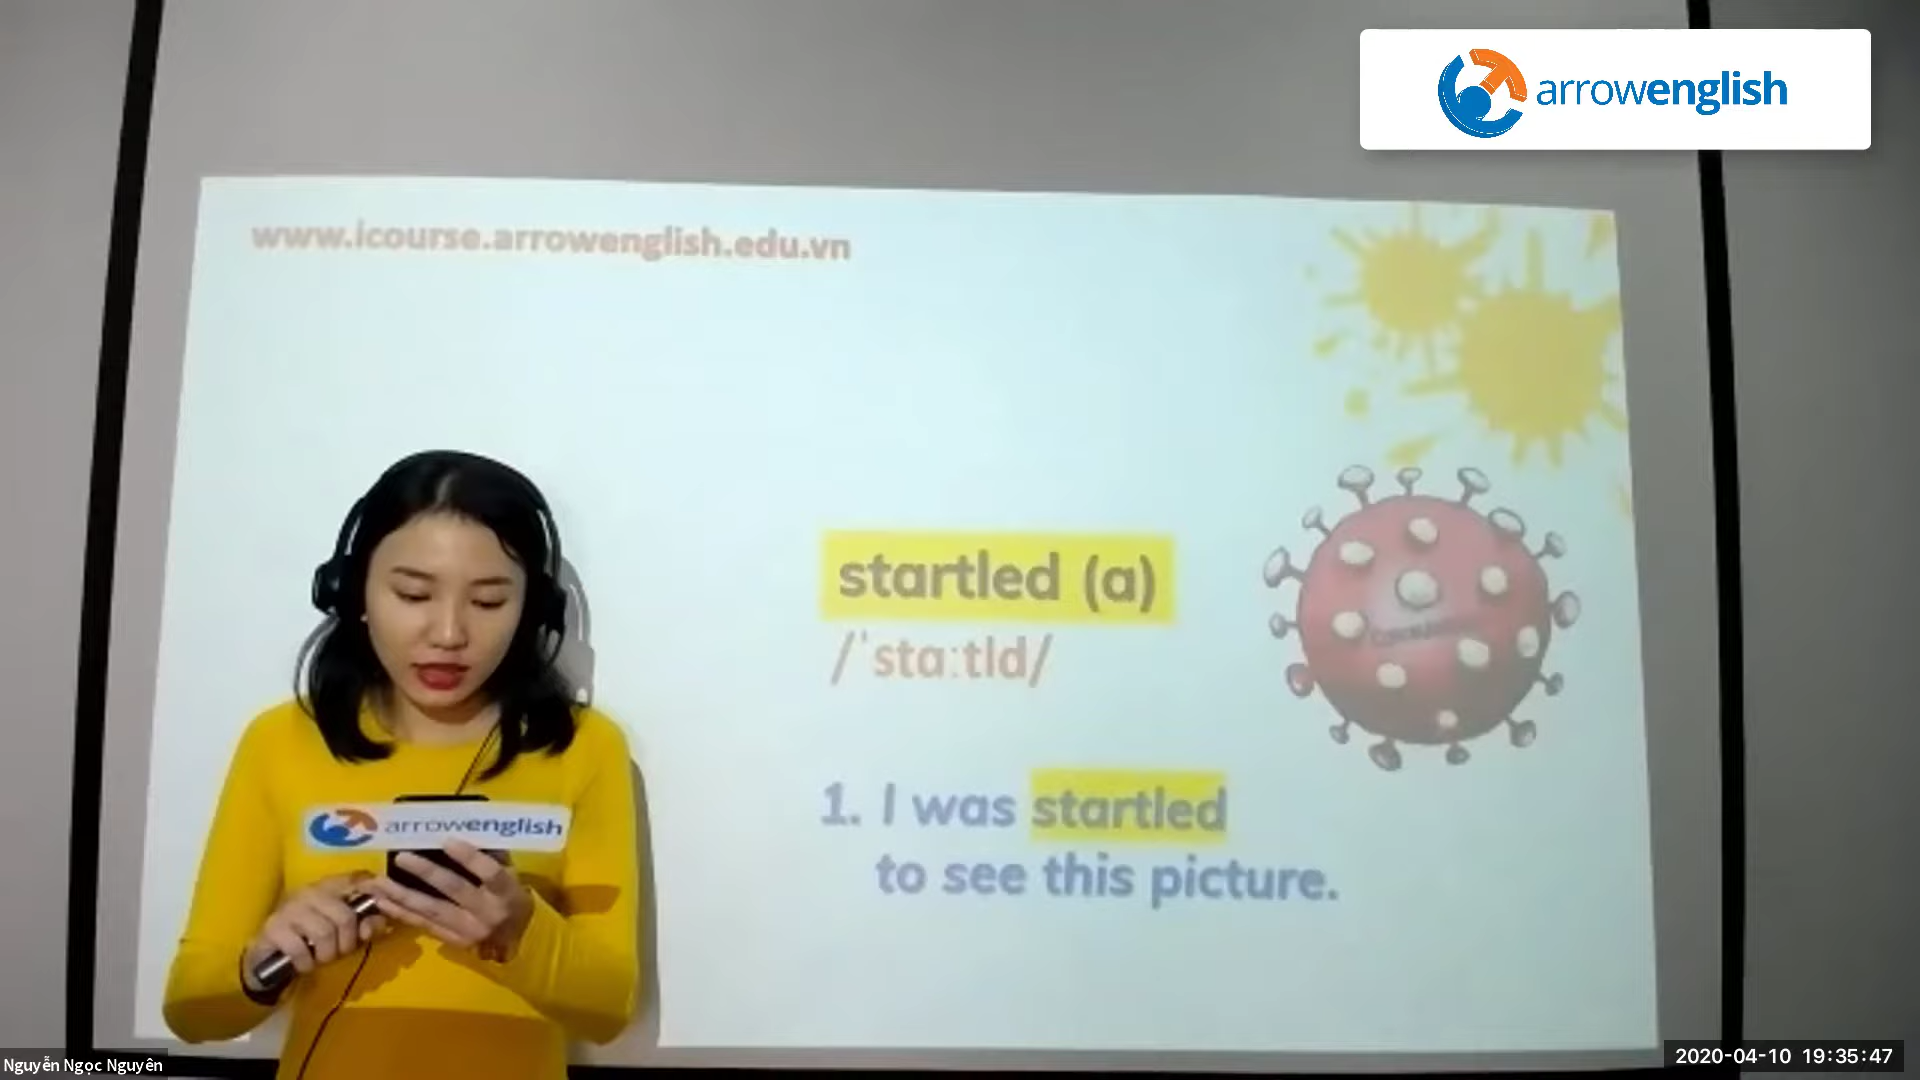 arrowenglish
www.icourse.arrowenglish.edu.vn
startled (a)
/ˈstɑːtld/
1. I was startled
to see this picture.
arrowenglish
Nguyễn Ngọc Nguyên
2020-04-10 19:35:47